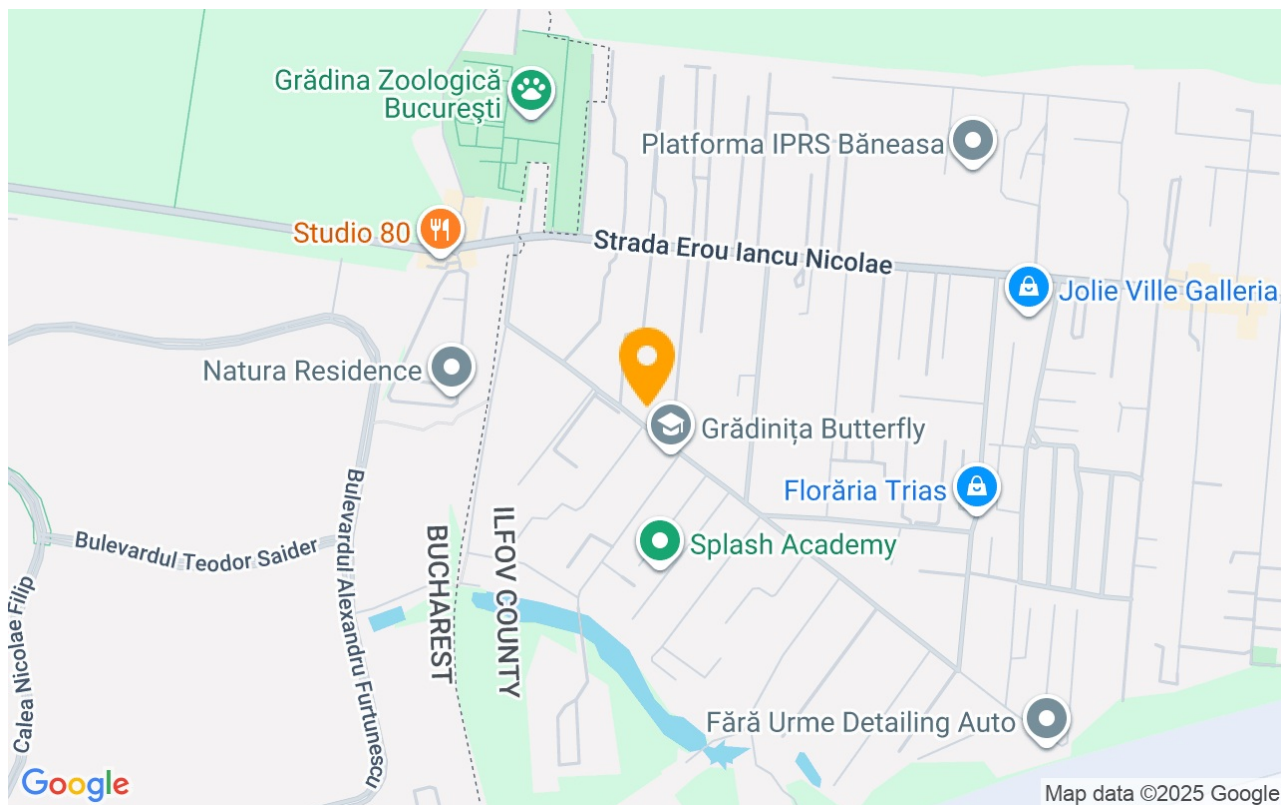 Grădina Zoologică
București
Platforma IPRS Băneasa
Studio 80
Strada Erou Iancu Nicolae
Jolie Ville Galleria
Natura Residence
Grădinița Butterfly
Florăria Trias
Bulevardul Teodor Saider
Splash Academy
BUCHAREST
ILFOV COUNTY
Bulevardul Alexandru Furtunescu
Calea Nicolae Filip
Fără Urme Detailing Auto
Google
Map data ©2025 Google